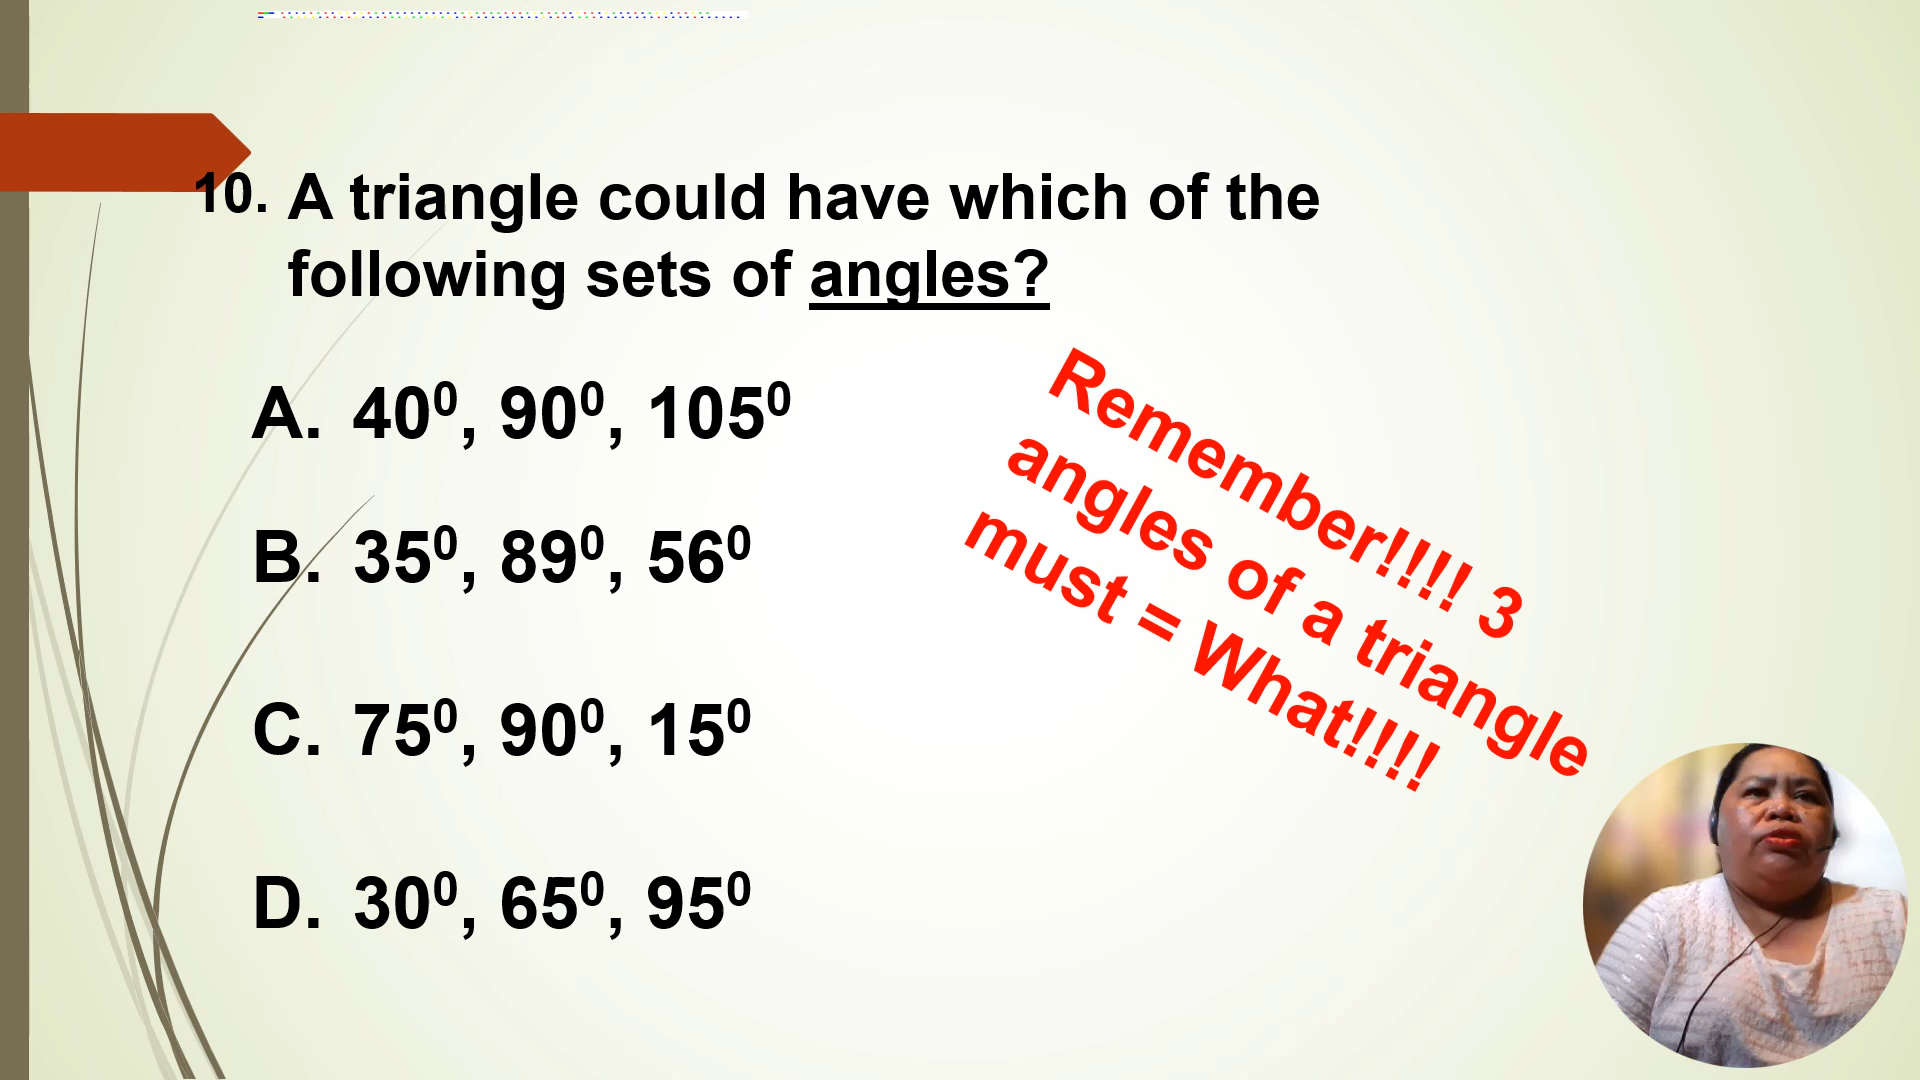 10. A triangle could have which of the
following sets of angles?
A. 40⁰, 90⁰, 105⁰
B. 35⁰, 89⁰, 56⁰
C. 75⁰, 90⁰, 15⁰
D. 30⁰, 65⁰, 95⁰
Remember!!!! 3
angles of a triangle
must = What!!!!